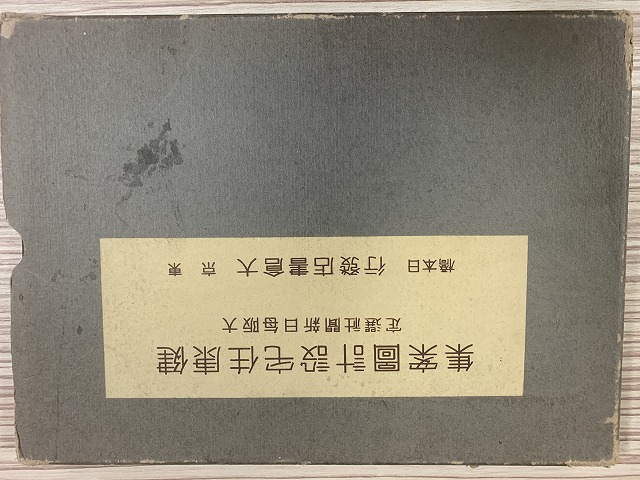 健康住宅設計圖案集
大阪每日新聞社選定
東京 大倉書店發行 日本橋